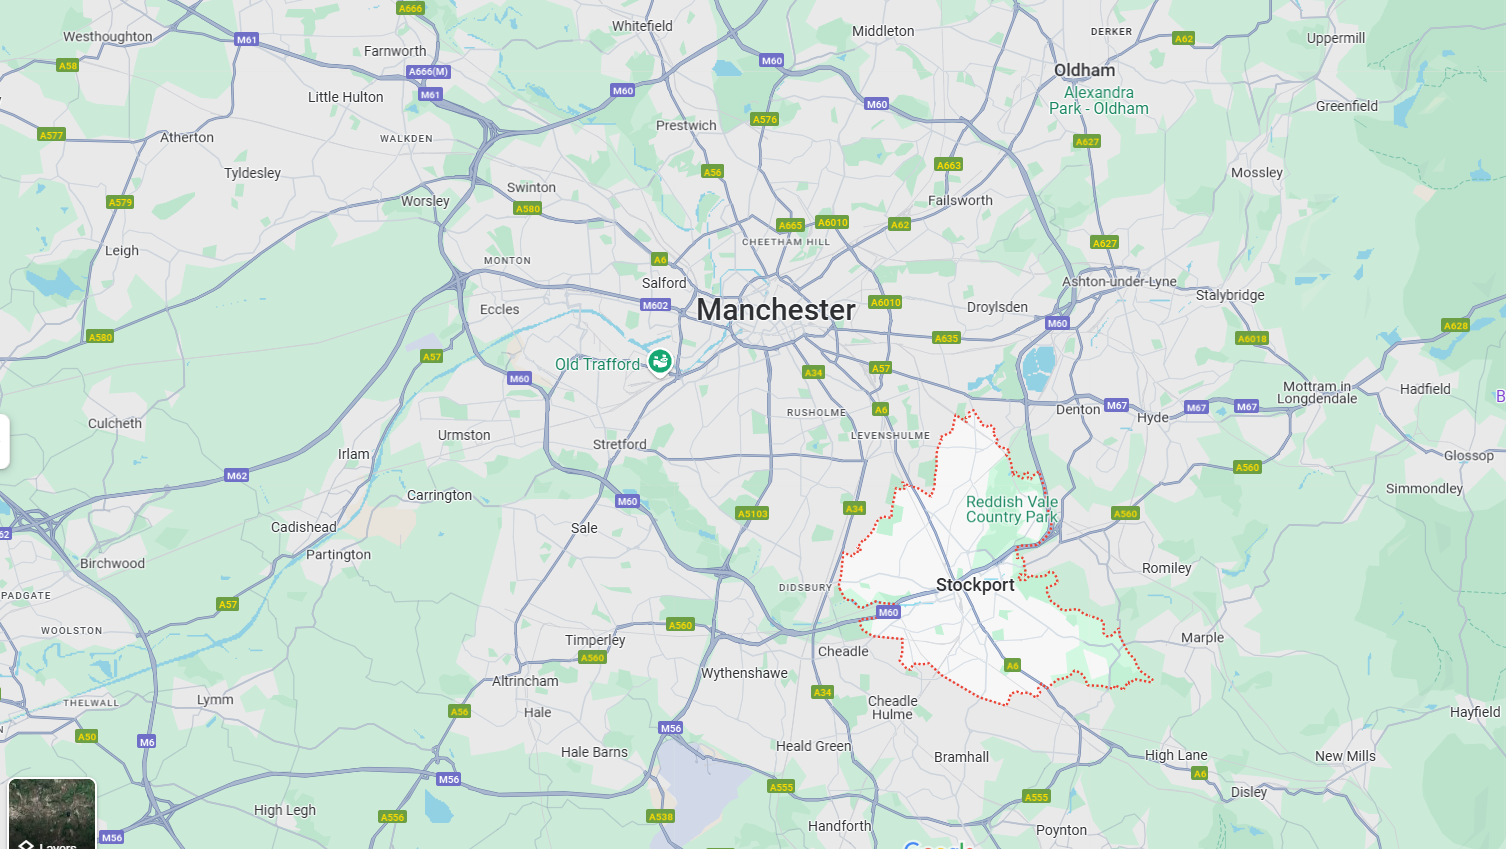 A666
Whitefield
Middleton
DERKER
A62
Uppermill
Westhoughton
M61
Farnworth
M60
A58
A666(M)
Oldham
Alexandra
Park - Oldham
M61
Little Hulton
M60
M60
Greenfield
A576
Prestwich
A577
Atherton
WALKDEN
A627
A663
Tyldesley
A56
Mossley
Swinton
A579
Worsley
A580
Failsworth
A665
A6010
A62
CHEETHAM HILL
A627
Leigh
MONTON
A6
Salford
Ashton-under-Lyne
Stalybridge
M602
Manchester
A6010
Droylsden
Eccles
M60
A628
A580
A635
A6018
A57
Old Trafford
A34
A57
M60
Mottram in
Longdendale
Hadfield
B
A6
Denton
M67
M67
M67
Hyde
RUSHOLME
Culcheth
Urmston
Stretford
LEVENSHULME
Irlam
Glossop
M62
A560
Simmondley
Carrington
M60
Reddish Vale
Country Park
A34
A5103
A560
Cadishead
Sale
62
Partington
Birchwood
Romiley
DIDSBURY
Stockport
PADGATE
A57
M60
WOOLSTON
A560
Timperley
Marple
Cheadle
A560
A6
Wythenshawe
Altrincham
A34
THELWALL
Lymm
Cheadle
Hulme
A56
Hale
Hayfield
M56
A50
M6
Hale Barns
Heald Green
Bramhall
High Lane
New Mills
M56
A6
A555
A555
Disley
High Legh
A556
A538
Handforth
Poynton
M56
Layers
Google